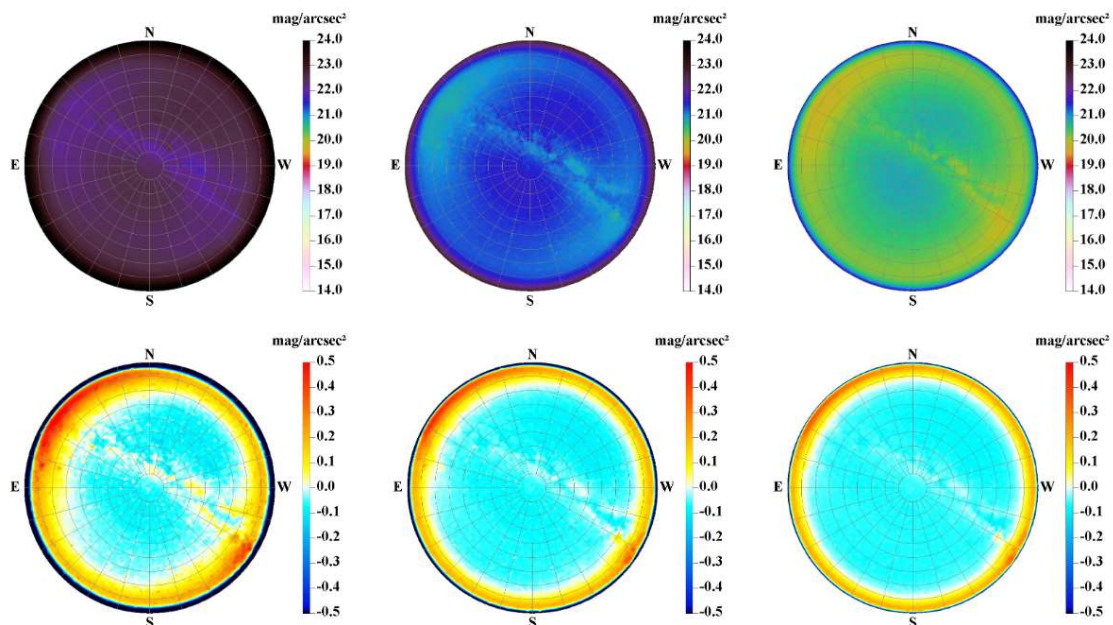 mag/arcsec² mag/arcsec² mag/arcsec²
N N N
24.0 24.0 24.0
23.0 23.0 23.0
22.0 22.0 22.0
21.0 21.0 21.0
20.0 20.0 20.0
E W 19.0 E W 19.0 E W 19.0
18.0 18.0 18.0
17.0 17.0 17.0
16.0 16.0 16.0
15.0 15.0 15.0
14.0 14.0 14.0
S S S
mag/arcsec² mag/arcsec² mag/arcsec²
N N N
0.5 0.5 0.5
0.4 0.4 0.4
0.3 0.3 0.3
0.2 0.2 0.2
0.1 0.1 0.1
E W 0.0 E W 0.0 E W 0.0
-0.1 -0.1 -0.1
-0.2 -0.2 -0.2
-0.3 -0.3 -0.3
-0.4 -0.4 -0.4
-0.5 -0.5 -0.5
S S S